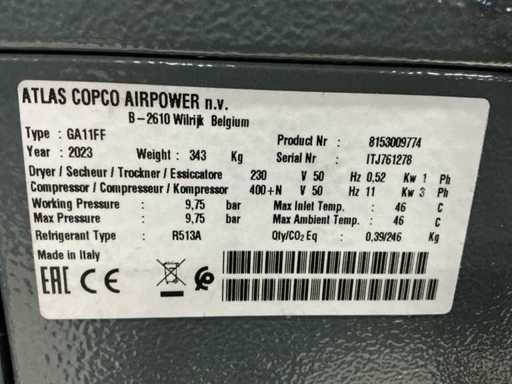 ATLAS COPCO AIRPOWER n.v.
B-2610 Wilrijk Belgium
Type : GA11FF Product Nr : 8153009774
Year : 2023 Weight : 343 Kg Serial Nr : ITJ761278
Dryer / Secheur / Trockner / Essiccatore 230 V 50 Hz 0,52 Kw 1 Ph
Compressor / Compresseur / Kompressor 400+N V 50 Hz 11 Kw 3 Ph
Working Pressure : 9,75 bar Max Inlet Temp. : 46 C
Max Pressure : 9,75 bar Max Ambient Temp. : 46 C
Refrigerant Type : R513A Qty/CO2 Eq : 0,39/246 Kg
Made in Italy
EAC CE